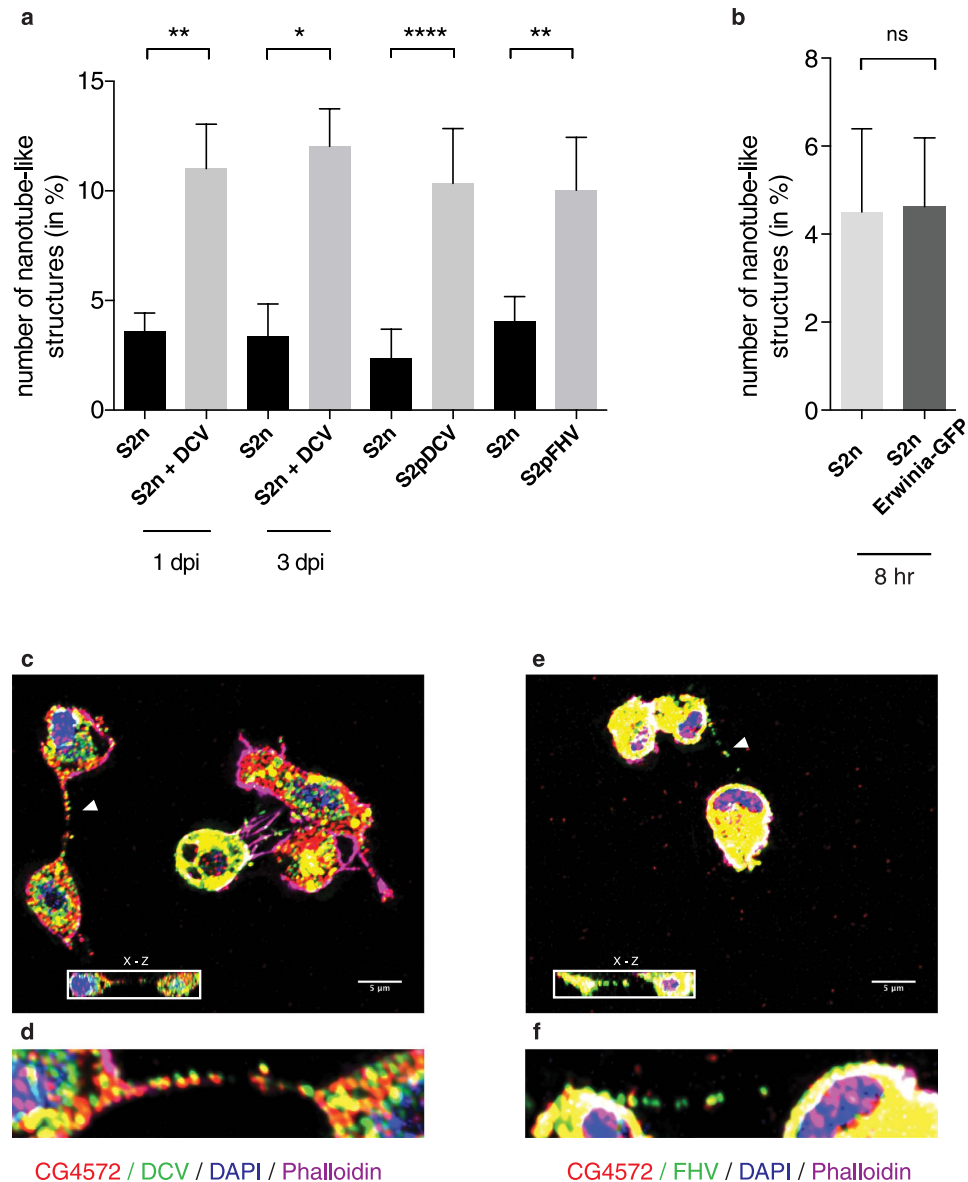 a
** * **** **
15
10
5
0
number of nanotube-like
structures (in %)
S2n
S2n + DCV
S2n
S2n + DCV
S2n
S2pDCV
S2n
S2pFHV
1 dpi
3 dpi
b
ns
8
6
4
2
0
number of nanotube-like
structures (in %)
S2n
S2n
Erwinia-GFP
8 hr
c
X - Z
5 µm
d
CG4572 / DCV / DAPI / Phalloidin
e
X - Z
5 µm
f
CG4572 / FHV / DAPI / Phalloidin